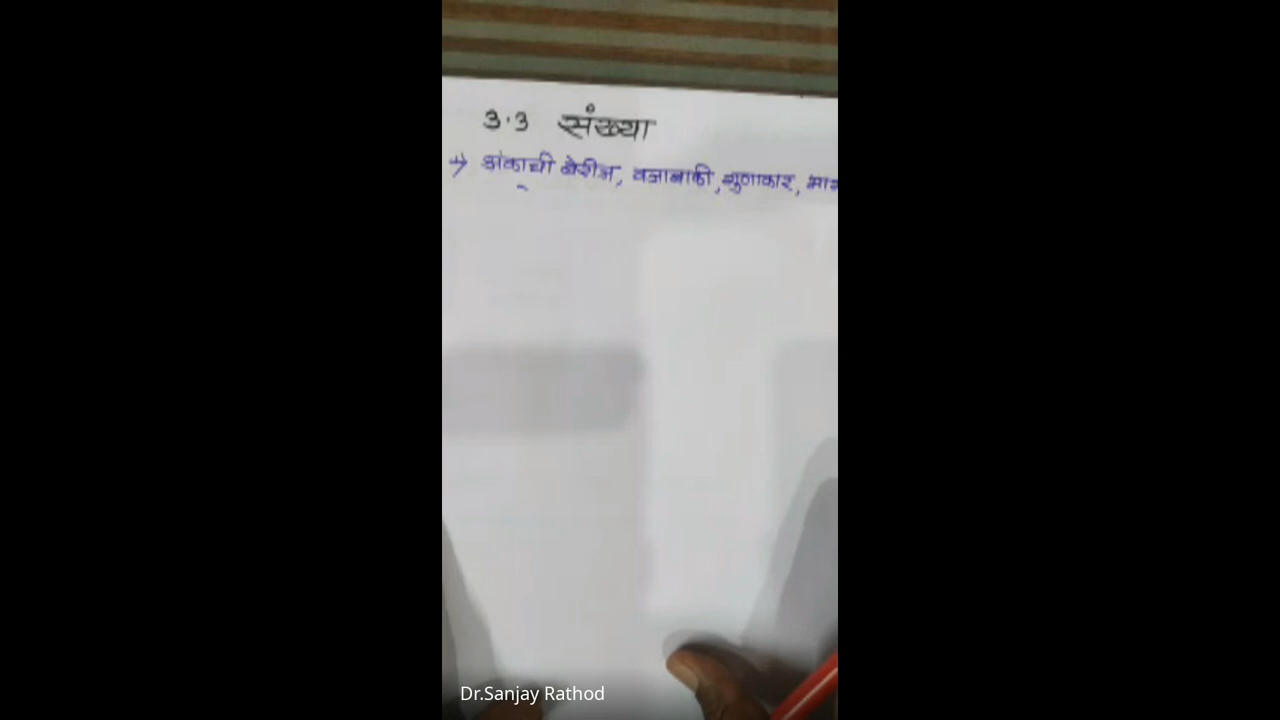 3.3 संख्या
→ अंकाची बेरीज, वजाबाकी, गुणाकार,
Dr.Sanjay Rathod